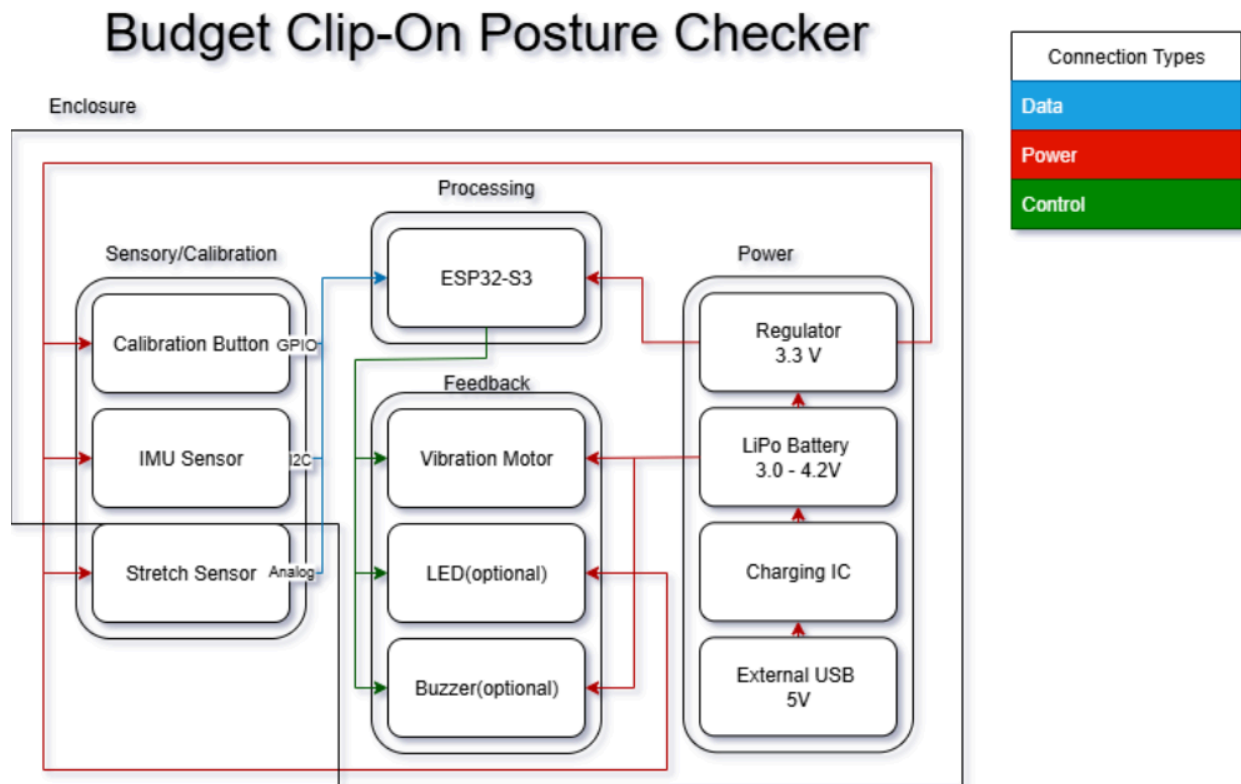 Budget Clip-On Posture Checker
Connection Types
Data
Power
Control
Enclosure
Processing
ESP32-S3
Sensory/Calibration
Calibration Button
GPIO
IMU Sensor
I2C
Stretch Sensor
Analog
Feedback
Vibration Motor
LED(optional)
Buzzer(optional)
Power
Regulator
3.3 V
LiPo Battery
3.0 - 4.2V
Charging IC
External USB
5V